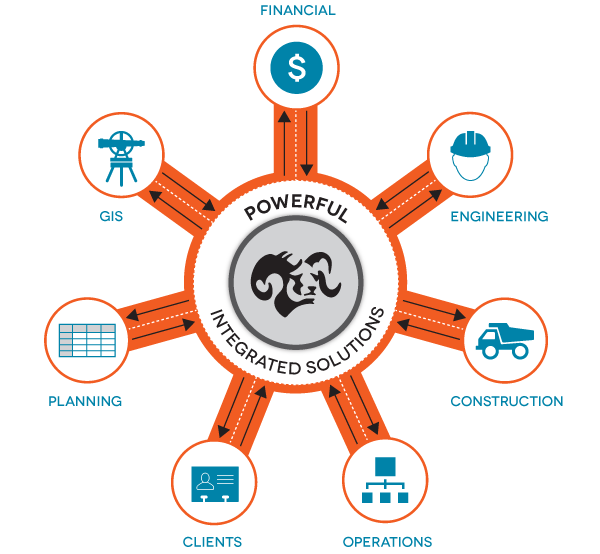 FINANCIAL
$
GIS
ENGINEERING
POWERFUL
INTEGRATED SOLUTIONS
PLANNING
CONSTRUCTION
CLIENTS
OPERATIONS